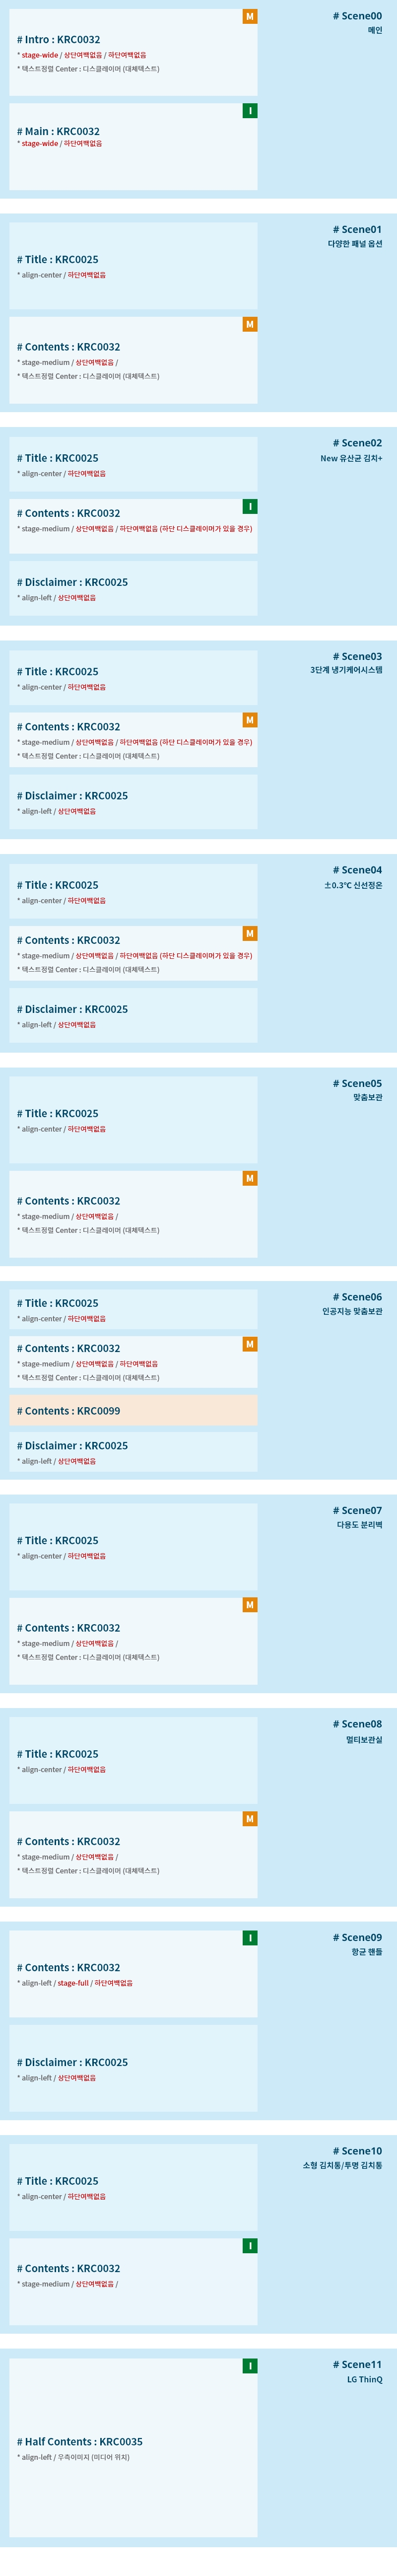 # Scene00
메인
M
# Intro : KRC0032
* stage-wide / 상단여백없음 / 하단여백없음
* 텍스트정렬 Center : 디스클레이머 (대체텍스트)
I
# Main : KRC0032
* stage-wide / 하단여백없음
# Scene01
다양한 패널 옵션
# Title : KRC0025
* align-center / 하단여백없음
M
# Contents : KRC0032
* stage-medium / 상단여백없음 /
* 텍스트정렬 Center : 디스클레이머 (대체텍스트)
# Scene02
New 유산균 김치+
# Title : KRC0025
* align-center / 하단여백없음
I
# Contents : KRC0032
* stage-medium / 상단여백없음 / 하단여백없음 (하단 디스클레이머가 있을 경우)
# Disclaimer : KRC0025
* align-left / 상단여백없음
# Scene03
3단계 냉기케어시스템
# Title : KRC0025
* align-center / 하단여백없음
M
# Contents : KRC0032
* stage-medium / 상단여백없음 / 하단여백없음 (하단 디스클레이머가 있을 경우)
* 텍스트정렬 Center : 디스클레이머 (대체텍스트)
# Disclaimer : KRC0025
* align-left / 상단여백없음
# Scene04
±0.3℃ 신선정온
# Title : KRC0025
* align-center / 하단여백없음
M
# Contents : KRC0032
* stage-medium / 상단여백없음 / 하단여백없음 (하단 디스클레이머가 있을 경우)
* 텍스트정렬 Center : 디스클레이머 (대체텍스트)
# Disclaimer : KRC0025
* align-left / 상단여백없음
# Scene05
맞춤보관
# Title : KRC0025
* align-center / 하단여백없음
M
# Contents : KRC0032
* stage-medium / 상단여백없음 /
* 텍스트정렬 Center : 디스클레이머 (대체텍스트)
# Scene06
인공지능 맞춤보관
# Title : KRC0025
* align-center / 하단여백없음
M
# Contents : KRC0032
* stage-medium / 상단여백없음 / 하단여백없음
* 텍스트정렬 Center : 디스클레이머 (대체텍스트)
# Contents : KRC0099
# Disclaimer : KRC0025
* align-left / 상단여백없음
# Scene07
다용도 분리벽
# Title : KRC0025
* align-center / 하단여백없음
M
# Contents : KRC0032
* stage-medium / 상단여백없음 /
* 텍스트정렬 Center : 디스클레이머 (대체텍스트)
# Scene08
멀티보관실
# Title : KRC0025
* align-center / 하단여백없음
M
# Contents : KRC0032
* stage-medium / 상단여백없음 /
* 텍스트정렬 Center : 디스클레이머 (대체텍스트)
# Scene09
항균 핸들
I
# Contents : KRC0032
* align-left / stage-full / 하단여백없음
# Disclaimer : KRC0025
* align-left / 상단여백없음
# Scene10
소형 김치통/투명 김치통
# Title : KRC0025
* align-center / 하단여백없음
I
# Contents : KRC0032
* stage-medium / 상단여백없음 /
# Scene11
LG ThinQ
I
# Half Contents : KRC0035
* align-left / 우측이미지 (미디어 위치)